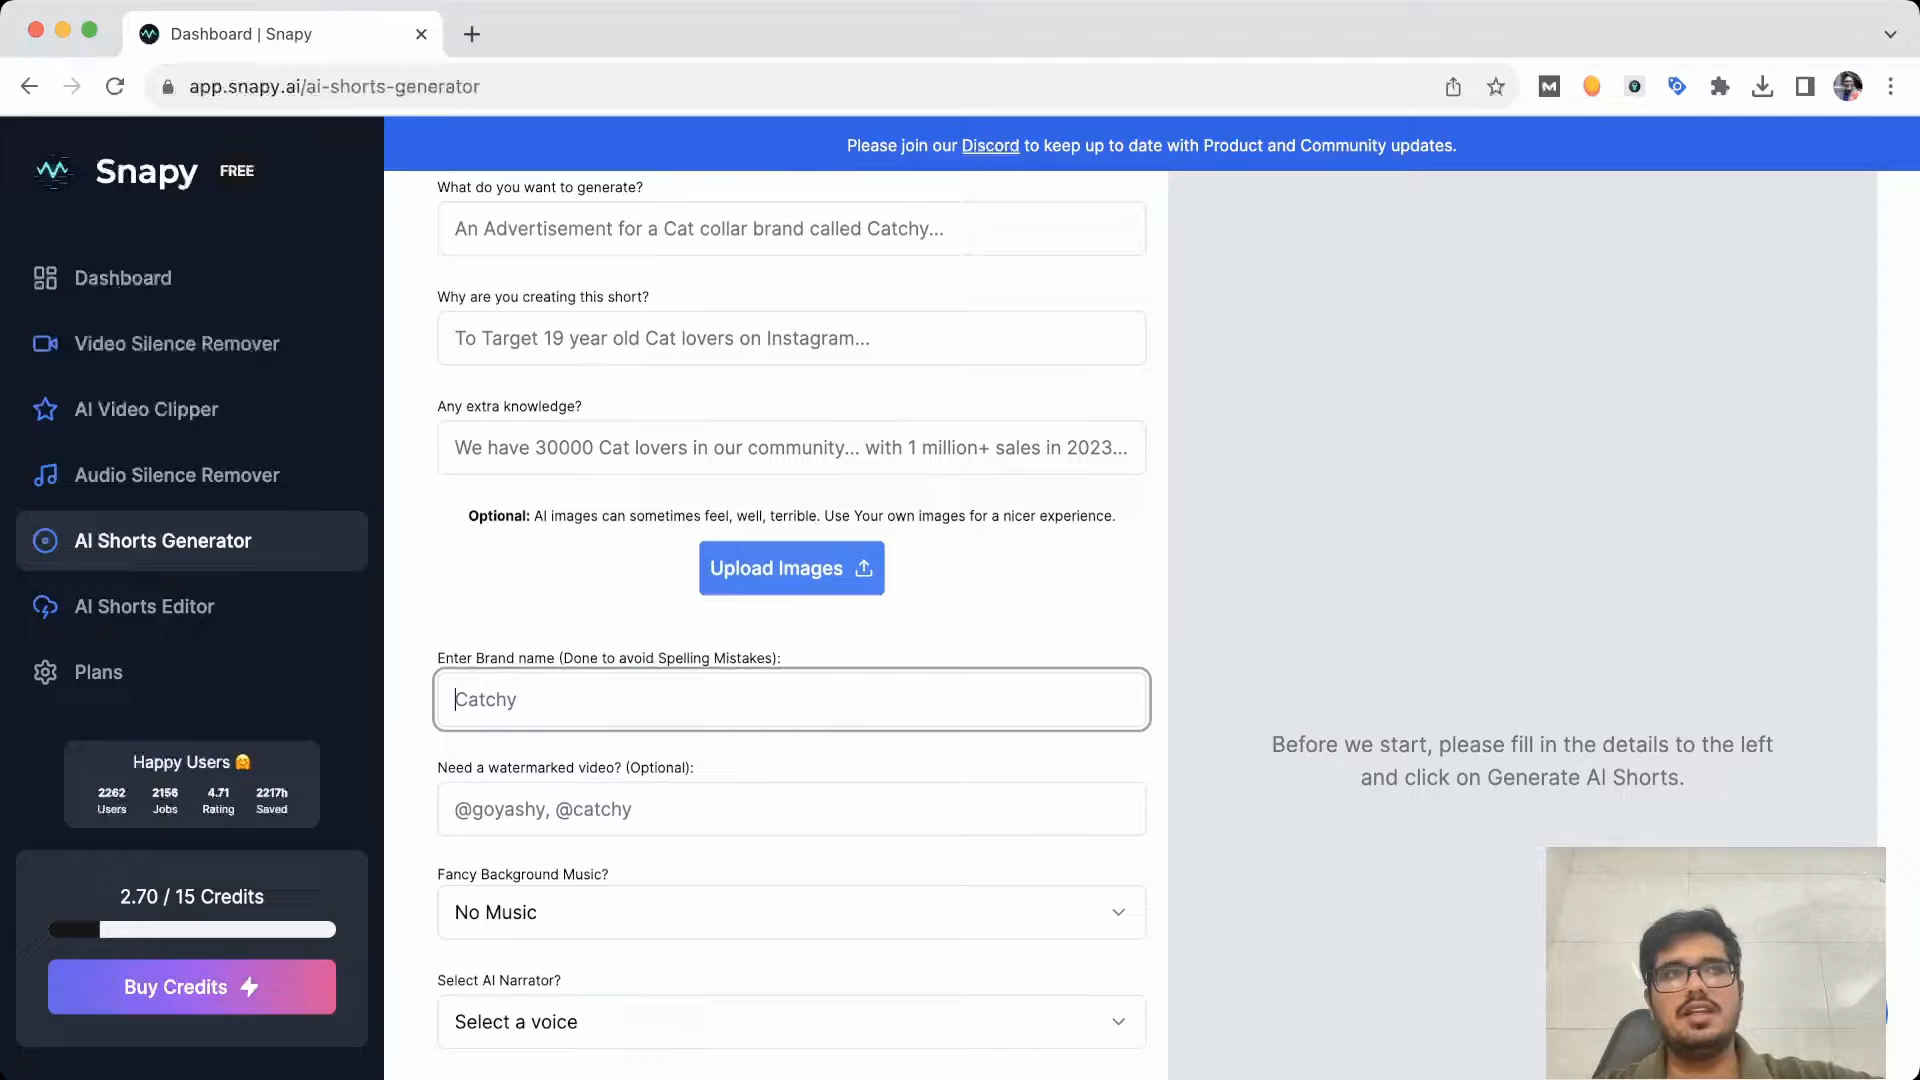 Dashboard | Snapy
app.snapy.ai/ai-shorts-generator
Snapy FREE
Please join our Discord to keep up to date with Product and Community updates.
Dashboard
Video Silence Remover
AI Video Clipper
Audio Silence Remover
AI Shorts Generator
AI Shorts Editor
Plans
Happy Users 🤗
2262 2156 4.71 2217h
Users Jobs Rating Saved
2.70 / 15 Credits
Buy Credits
What do you want to generate?
An Advertisement for a Cat collar brand called Catchy...
Why are you creating this short?
To Target 19 year old Cat lovers on Instagram...
Any extra knowledge?
We have 30000 Cat lovers in our community... with 1 million+ sales in 2023...
Optional: AI images can sometimes feel, well, terrible. Use Your own images for a nicer experience.
Upload Images
Enter Brand name (Done to avoid Spelling Mistakes):
Catchy
Need a watermarked video? (Optional):
@goyashy, @catchy
Fancy Background Music?
No Music
Select AI Narrator?
Select a voice
Before we start, please fill in the details to the left
and click on Generate AI Shorts.